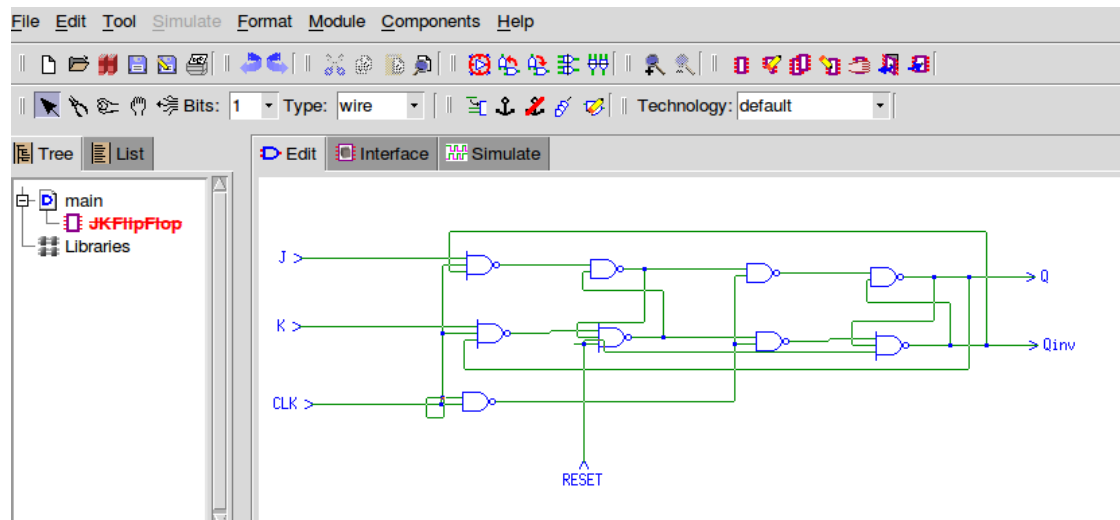 File Edit Tool Simulate Format Module Components Help
Bits: 1 Type: wire Technology: default
Tree List Edit Interface Simulate
main
JKFlipFlop
Libraries
J
Q
K
Qinv
CLK
RESET